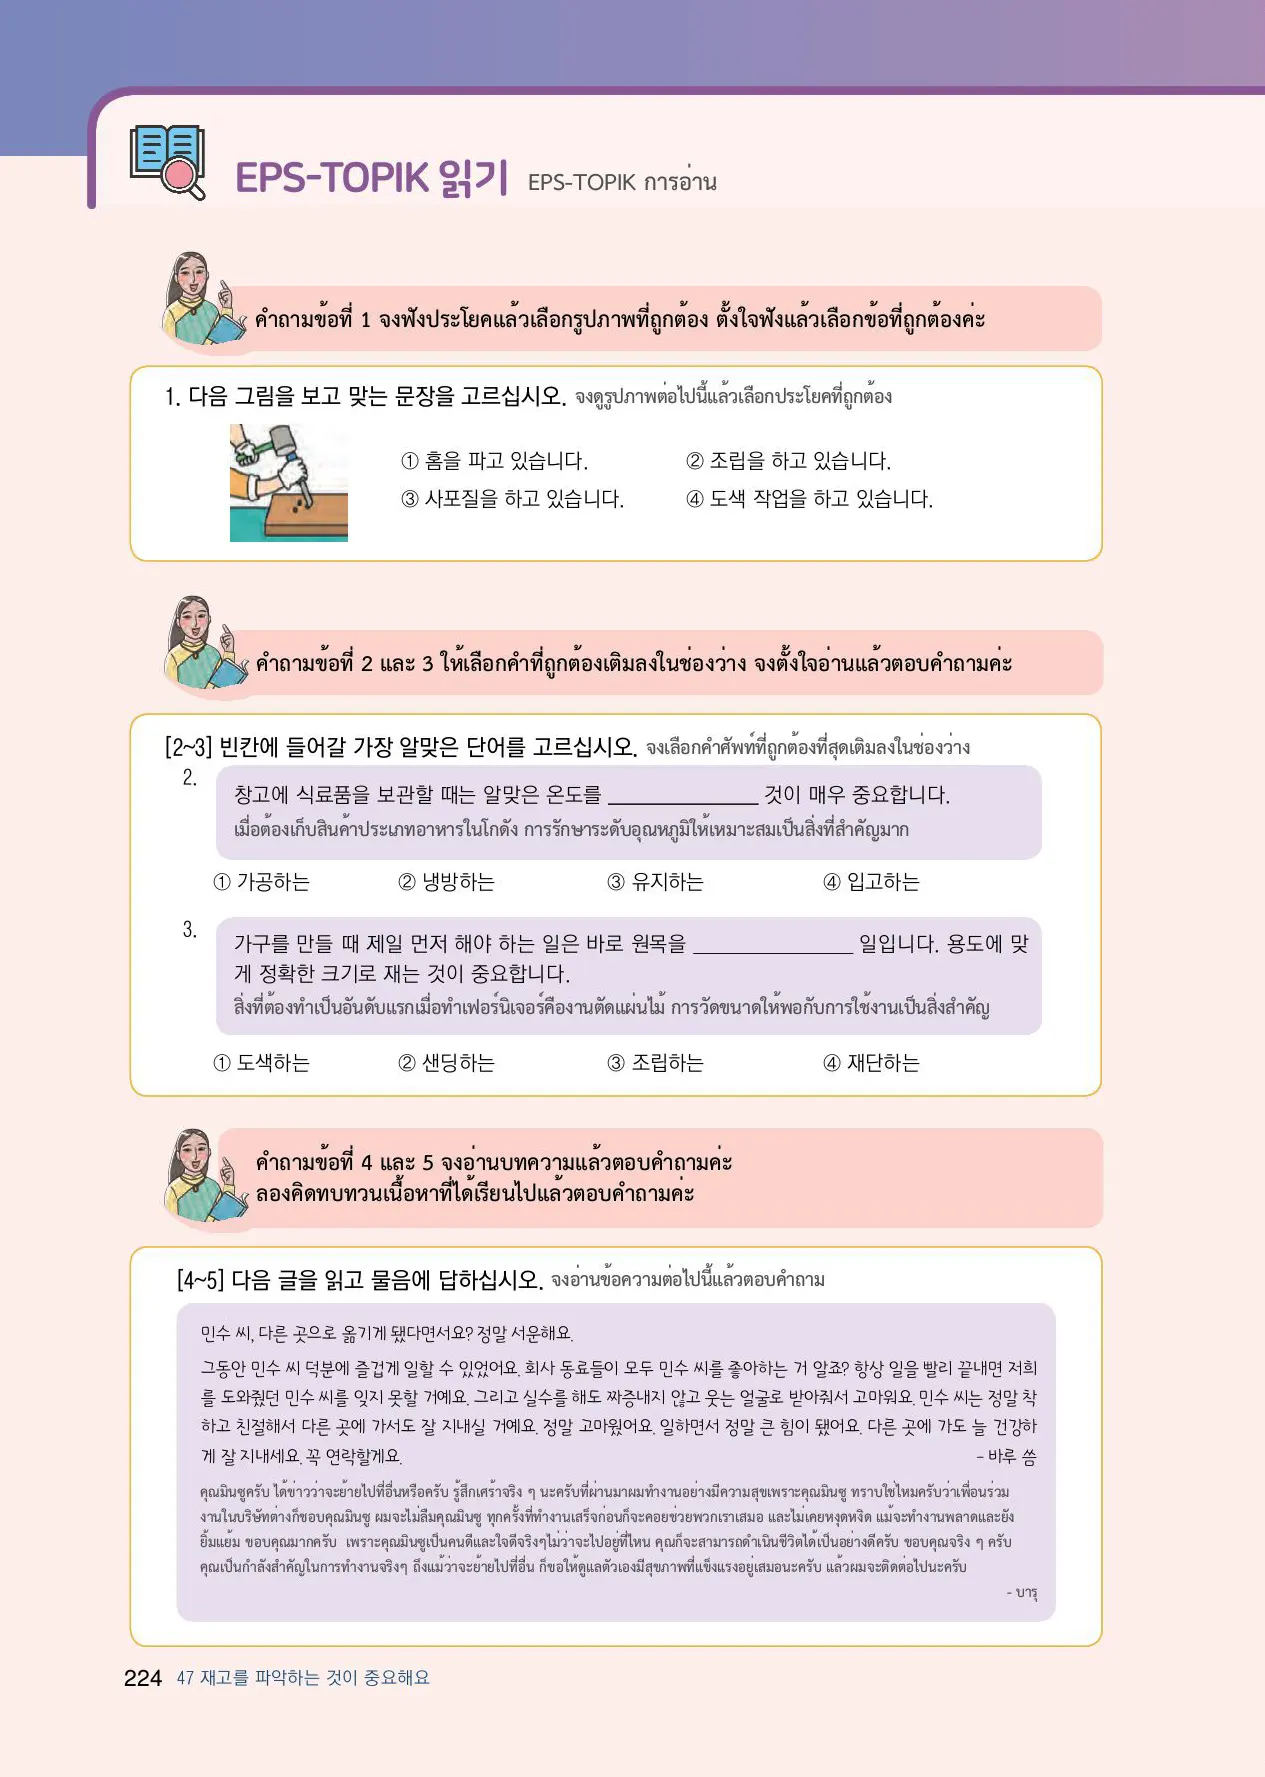 EPS-TOPIK 읽기 EPS-TOPIK การอ่าน
คำถามข้อที่ 1 จงฟังประโยคแล้วเลือกรูปภาพที่ถูกต้อง ตั้งใจฟังแล้วเลือกข้อที่ถูกต้องค่ะ
1. 다음 그림을 보고 맞는 문장을 고르십시오. จงดูรูปภาพต่อไปนี้แล้วเลือกประโยคที่ถูกต้อง
① 홈을 파고 있습니다. ② 조립을 하고 있습니다.
③ 사포질을 하고 있습니다. ④ 도색 작업을 하고 있습니다.
คำถามข้อที่ 2 และ 3 ให้เลือกคำที่ถูกต้องเติมลงในช่องว่าง จงตั้งใจอ่านแล้วตอบคำถามค่ะ
[2~3] 빈칸에 들어갈 가장 알맞은 단어를 고르십시오. จงเลือกคำศัพท์ที่ถูกต้องที่สุดเติมลงในช่องว่าง
2. 창고에 식료품을 보관할 때는 알맞은 온도를 ______________ 것이 매우 중요합니다.
เมื่อต้องเก็บสินค้าประเภทอาหารในโกดัง การรักษาระดับอุณหภูมิให้เหมาะสมเป็นสิ่งที่สำคัญมาก
① 가공하는 ② 냉방하는 ③ 유지하는 ④ 입고하는
3. 가구를 만들 때 제일 먼저 해야 하는 일은 바로 원목을 ______________ 일입니다. 용도에 맞
게 정확한 크기로 재는 것이 중요합니다.
สิ่งที่ต้องทำเป็นอันดับแรกเมื่อทำเฟอร์นิเจอร์คืองานตัดแผ่นไม้ การวัดขนาดให้พอกับการใช้งานเป็นสิ่งสำคัญ
① 도색하는 ② 샌딩하는 ③ 조립하는 ④ 재단하는
คำถามข้อที่ 4 และ 5 จงอ่านบทความแล้วตอบคำถามค่ะ
ลองคิดทบทวนเนื้อหาที่ได้เรียนไปแล้วตอบคำถามค่ะ
[4~5] 다음 글을 읽고 물음에 답하십시오. จงอ่านข้อความต่อไปนี้แล้วตอบคำถาม
민수 씨, 다른 곳으로 옮기게 됐다면서요? 정말 서운해요.
그동안 민수 씨 덕분에 즐겁게 일할 수 있었어요. 회사 동료들이 모두 민수 씨를 좋아하는 거 알죠? 항상 일을 빨리 끝내면 저희
를 도와줬던 민수 씨를 잊지 못할 거예요. 그리고 실수를 해도 짜증내지 않고 웃는 얼굴로 받아줘서 고마워요. 민수 씨는 정말 착
하고 친절해서 다른 곳에 가서도 잘 지내실 거예요. 정말 고마웠어요. 일하면서 정말 큰 힘이 됐어요. 다른 곳에 가도 늘 건강하
게 잘 지내세요. 꼭 연락할게요. – 바루 씀
คุณมินซูครับ ได้ข่าวว่าจะย้ายไปที่อื่นหรือครับ รู้สึกเศร้าจริง ๆ นะครับที่ผ่านมาผมทำงานอย่างมีความสุขเพราะคุณมินซู ทราบใช่ไหมครับว่าเพื่อนร่วม
งานในบริษัทต่างก็ชอบคุณมินซู ผมจะไม่ลืมคุณมินซู ทุกครั้งที่ทำงานเสร็จก่อนก็จะคอยช่วยพวกเราเสมอ และไม่เคยหงุดหงิด แม้จะทำงานพลาดและยัง
ยิ้มแย้ม ขอบคุณมากครับ เพราะคุณมินซูเป็นคนดีและใจดีจริงๆไม่ว่าจะไปอยู่ที่ไหน คุณก็จะสามารถดำเนินชีวิตได้เป็นอย่างดีครับ ขอบคุณจริง ๆ ครับ
คุณเป็นกำลังสำคัญในการทำงานจริงๆ ถึงแม้ว่าจะย้ายไปที่อื่น ก็ขอให้ดูแลตัวเองมีสุขภาพที่แข็งแรงอยู่เสมอนะครับ แล้วผมจะติดต่อไปนะครับ
- บารุ
224 47 재고를 파악하는 것이 중요해요